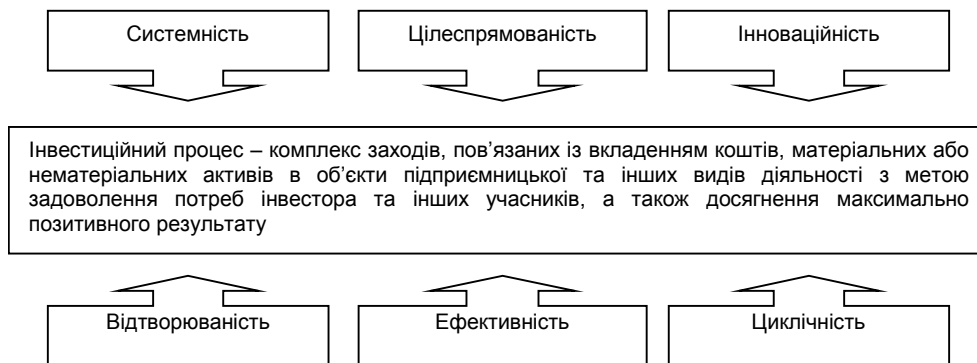 Системність
Цілеспрямованість
Інноваційність
Інвестиційний процес – комплекс заходів, пов’язаних із вкладенням коштів, матеріальних або
нематеріальних активів в об’єкти підприємницької та інших видів діяльності з метою
задоволення потреб інвестора та інших учасників, а також досягнення максимально
позитивного результату
Відтворюваність
Ефективність
Циклічність